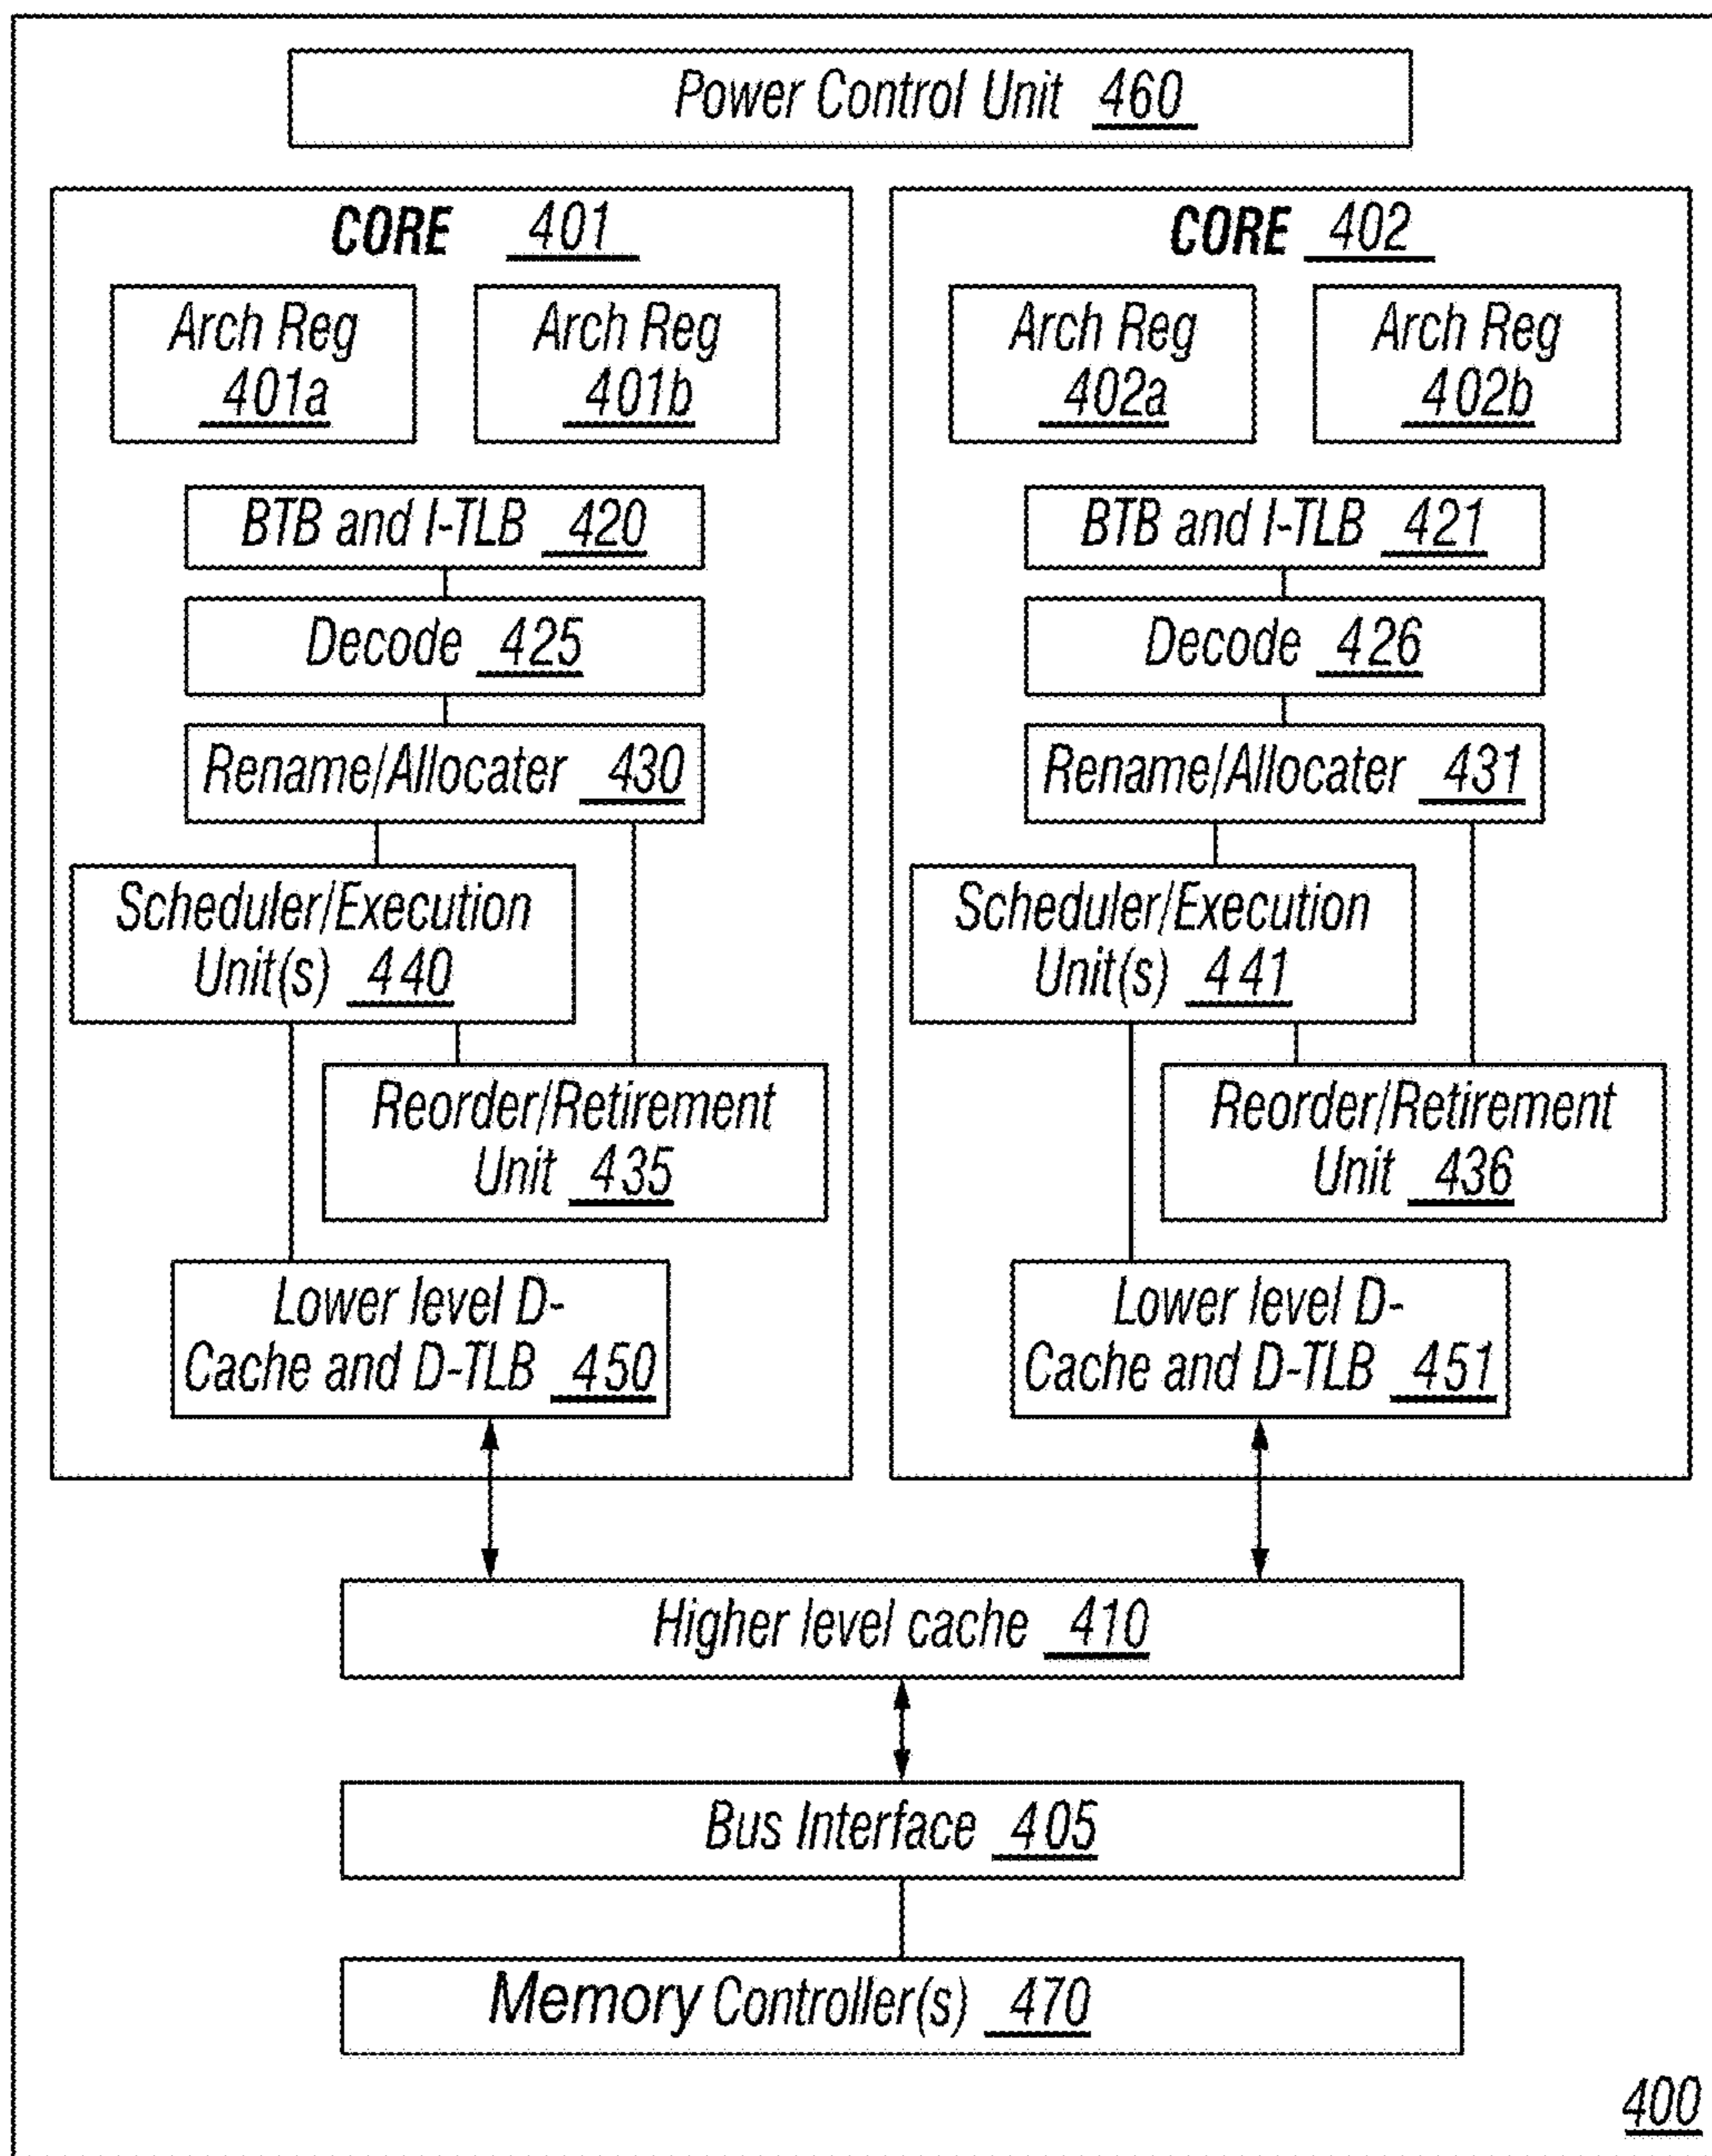 Power Control Unit 460
CORE 401
Arch Reg
401a
Arch Reg
401b
BTB and I-TLB 420
Decode 425
Rename/Allocater 430
Scheduler/Execution
Unit(s) 440
Reorder/Retirement
Unit 435
Lower level D-
Cache and D-TLB 450
CORE 402
Arch Reg
402a
Arch Reg
402b
BTB and I-TLB 421
Decode 426
Rename/Allocater 431
Scheduler/Execution
Unit(s) 441
Reorder/Retirement
Unit 436
Lower level D-
Cache and D-TLB 451
Higher level cache 410
Bus Interface 405
Memory Controller(s) 470
400